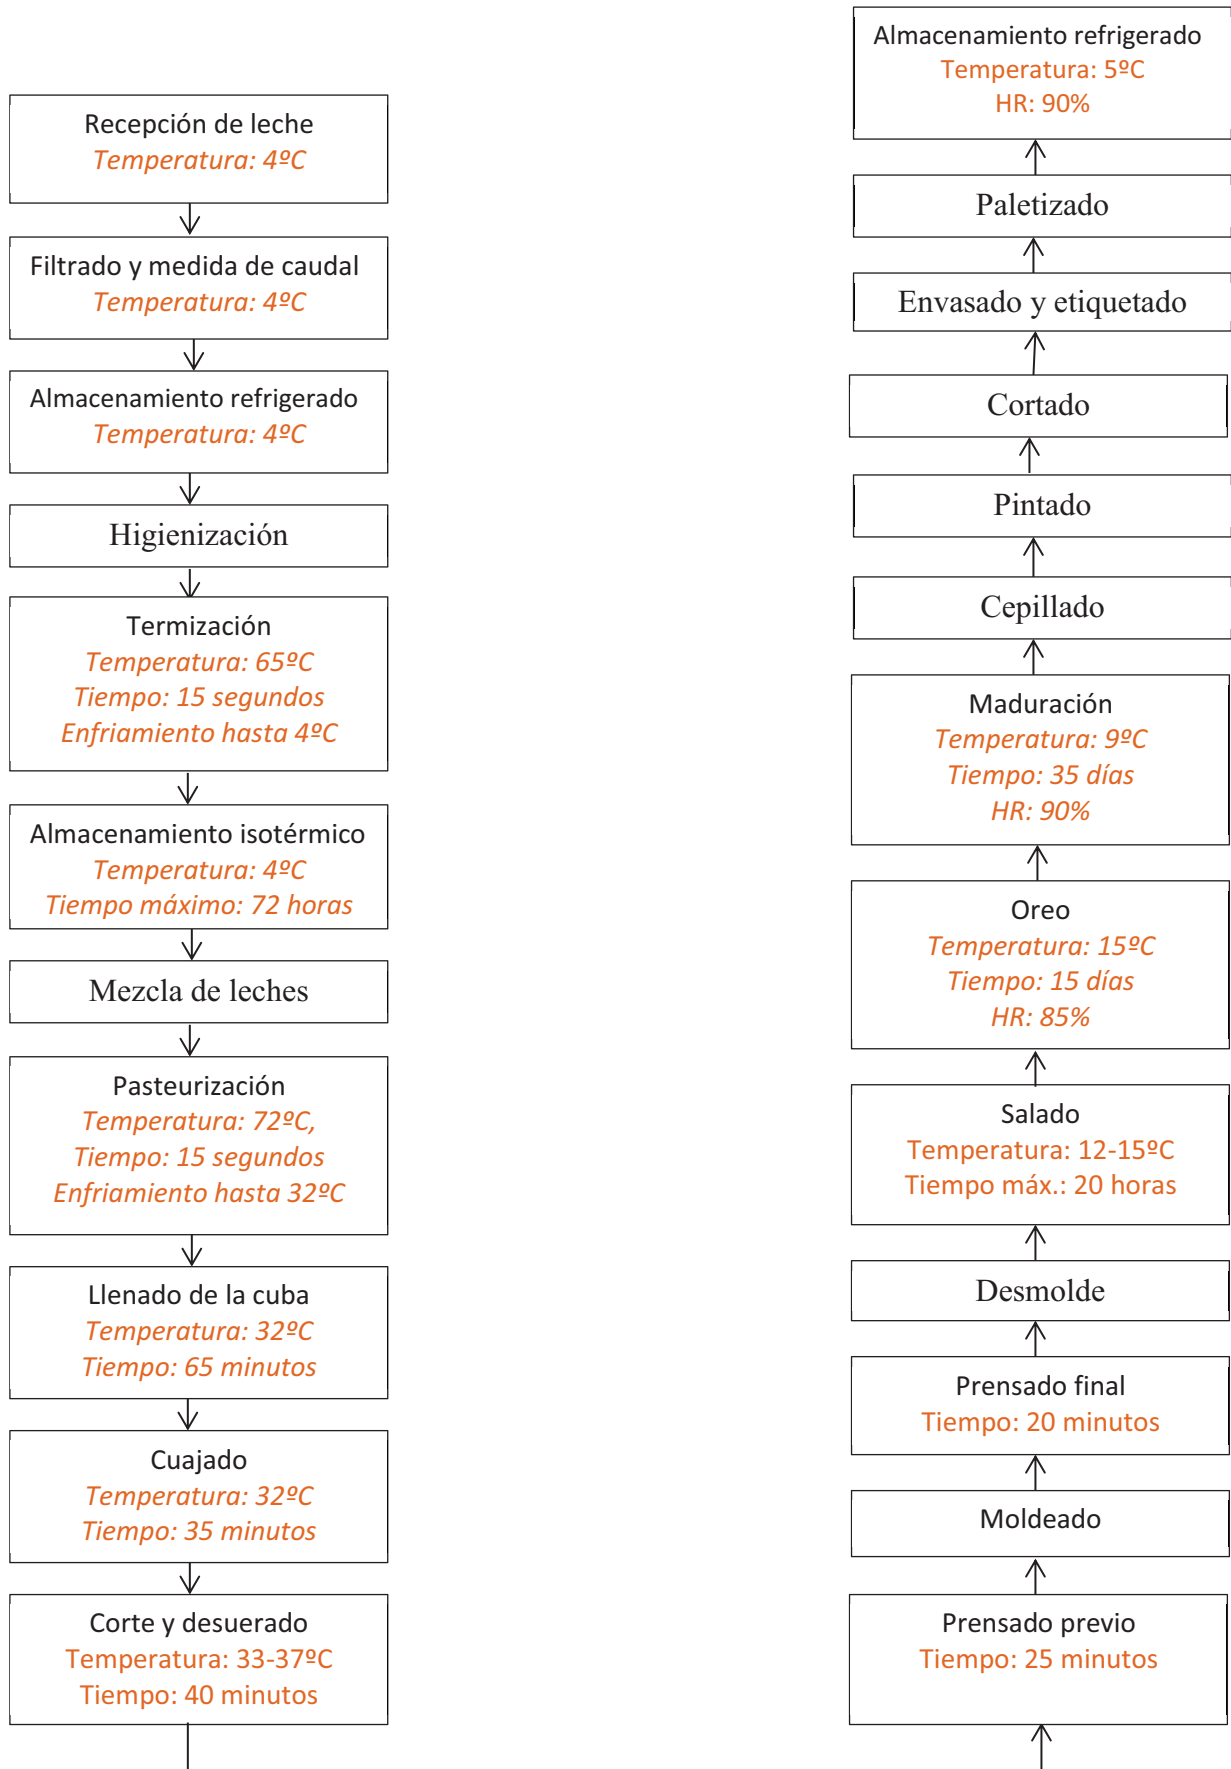 Recepción de leche
Temperatura: 4ºC
Filtrado y medida de caudal
Temperatura: 4ºC
Almacenamiento refrigerado
Temperatura: 4ºC
Higienización
Termización
Temperatura: 65ºC
Tiempo: 15 segundos
Enfriamiento hasta 4ºC
Almacenamiento isotérmico
Temperatura: 4ºC
Tiempo máximo: 72 horas
Mezcla de leches
Pasteurización
Temperatura: 72ºC,
Tiempo: 15 segundos
Enfriamiento hasta 32ºC
Llenado de la cuba
Temperatura: 32ºC
Tiempo: 65 minutos
Cuajado
Temperatura: 32ºC
Tiempo: 35 minutos
Corte y desuerado
Temperatura: 33-37ºC
Tiempo: 40 minutos
Almacenamiento refrigerado
Temperatura: 5ºC
HR: 90%
Paletizado
Envasado y etiquetado
Cortado
Pintado
Cepillado
Maduración
Temperatura: 9ºC
Tiempo: 35 días
HR: 90%
Oreo
Temperatura: 15ºC
Tiempo: 15 días
HR: 85%
Salado
Temperatura: 12-15ºC
Tiempo máx.: 20 horas
Desmolde
Prensado final
Tiempo: 20 minutos
Moldeado
Prensado previo
Tiempo: 25 minutos